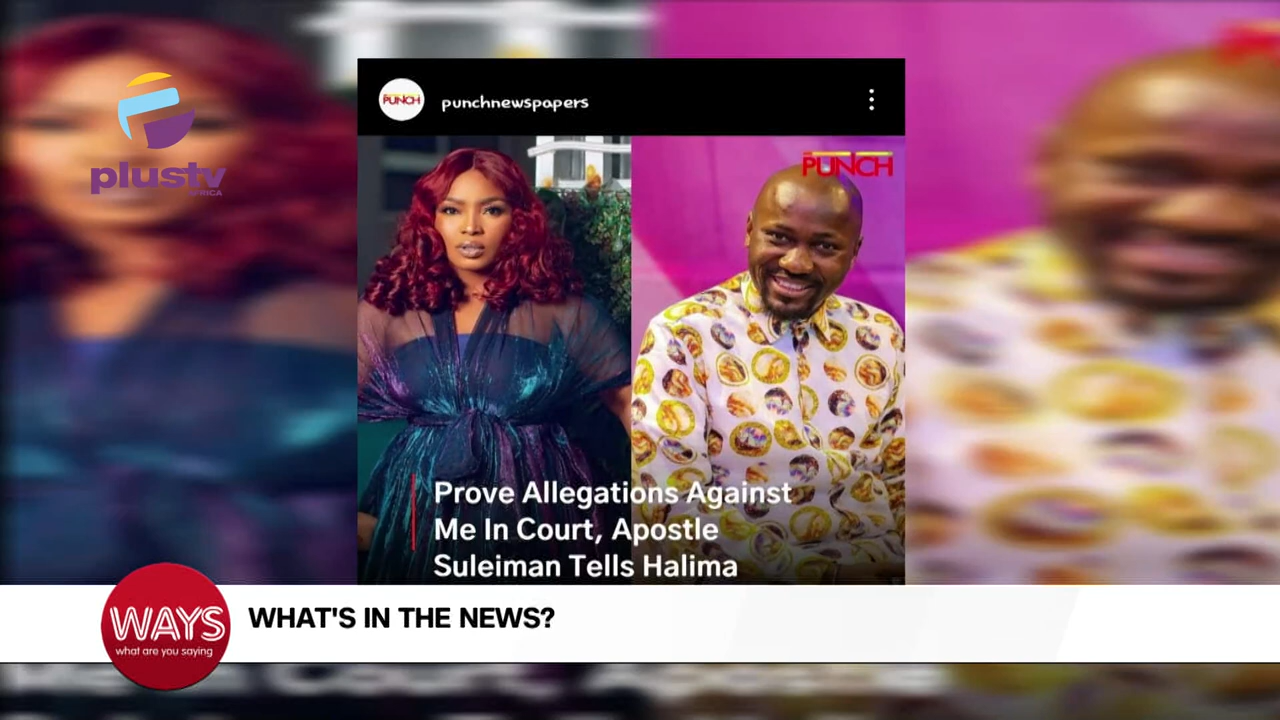 plustv
AFRICA
PUNCH
punchnewspapers
PUNCH
Prove Allegations Against
Me In Court, Apostle
Suleiman Tells Halima
WAYS
what are you saying
WHAT'S IN THE NEWS?